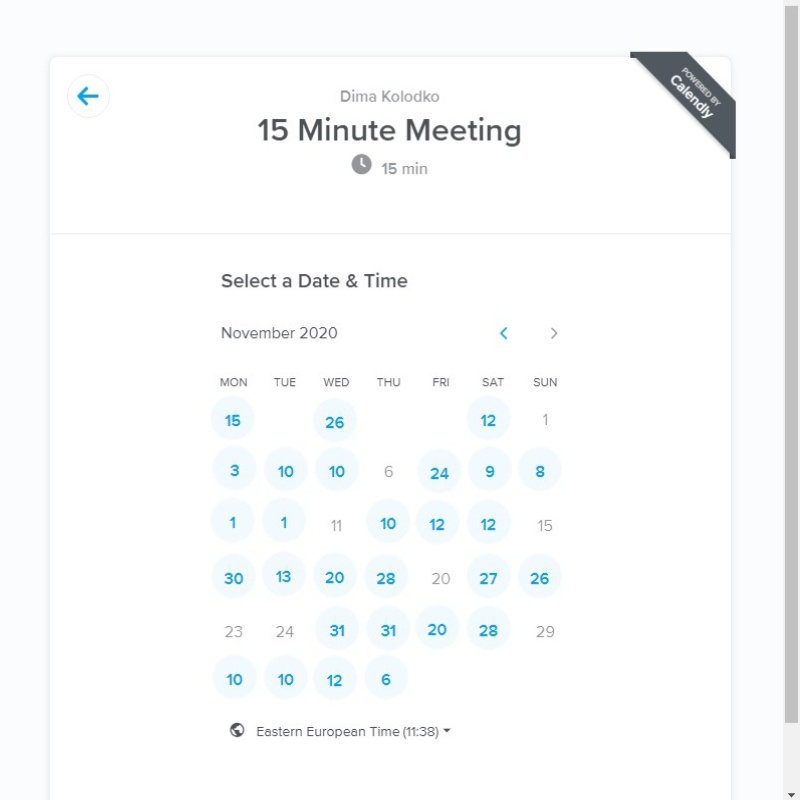 Dima Kolodko
POWERED BY
Calendly
15 Minute Meeting
15 min
Select a Date & Time
November 2020
MON TUE WED THU FRI SAT SUN
15 26 12 1
3 10 10 6 24 9 8
1 1 11 10 12 12 15
30 13 20 28 20 27 26
23 24 31 31 20 28 29
10 10 12 6
Eastern European Time (11:38)